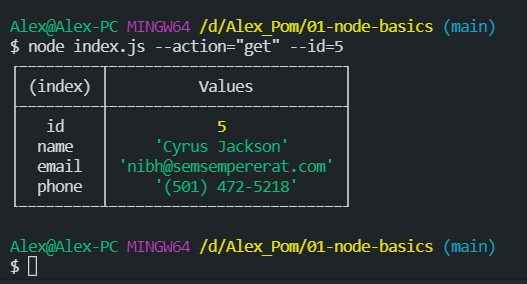 Alex@Alex-PC MINGW64 /d/Alex_Pom/01-node-basics (main)
$ node index.js --action="get" --id=5
(index) Values
id 5
name 'Cyrus Jackson'
email 'nibh@semsempererat.com'
phone '(501) 472-5218'
Alex@Alex-PC MINGW64 /d/Alex_Pom/01-node-basics (main)
$